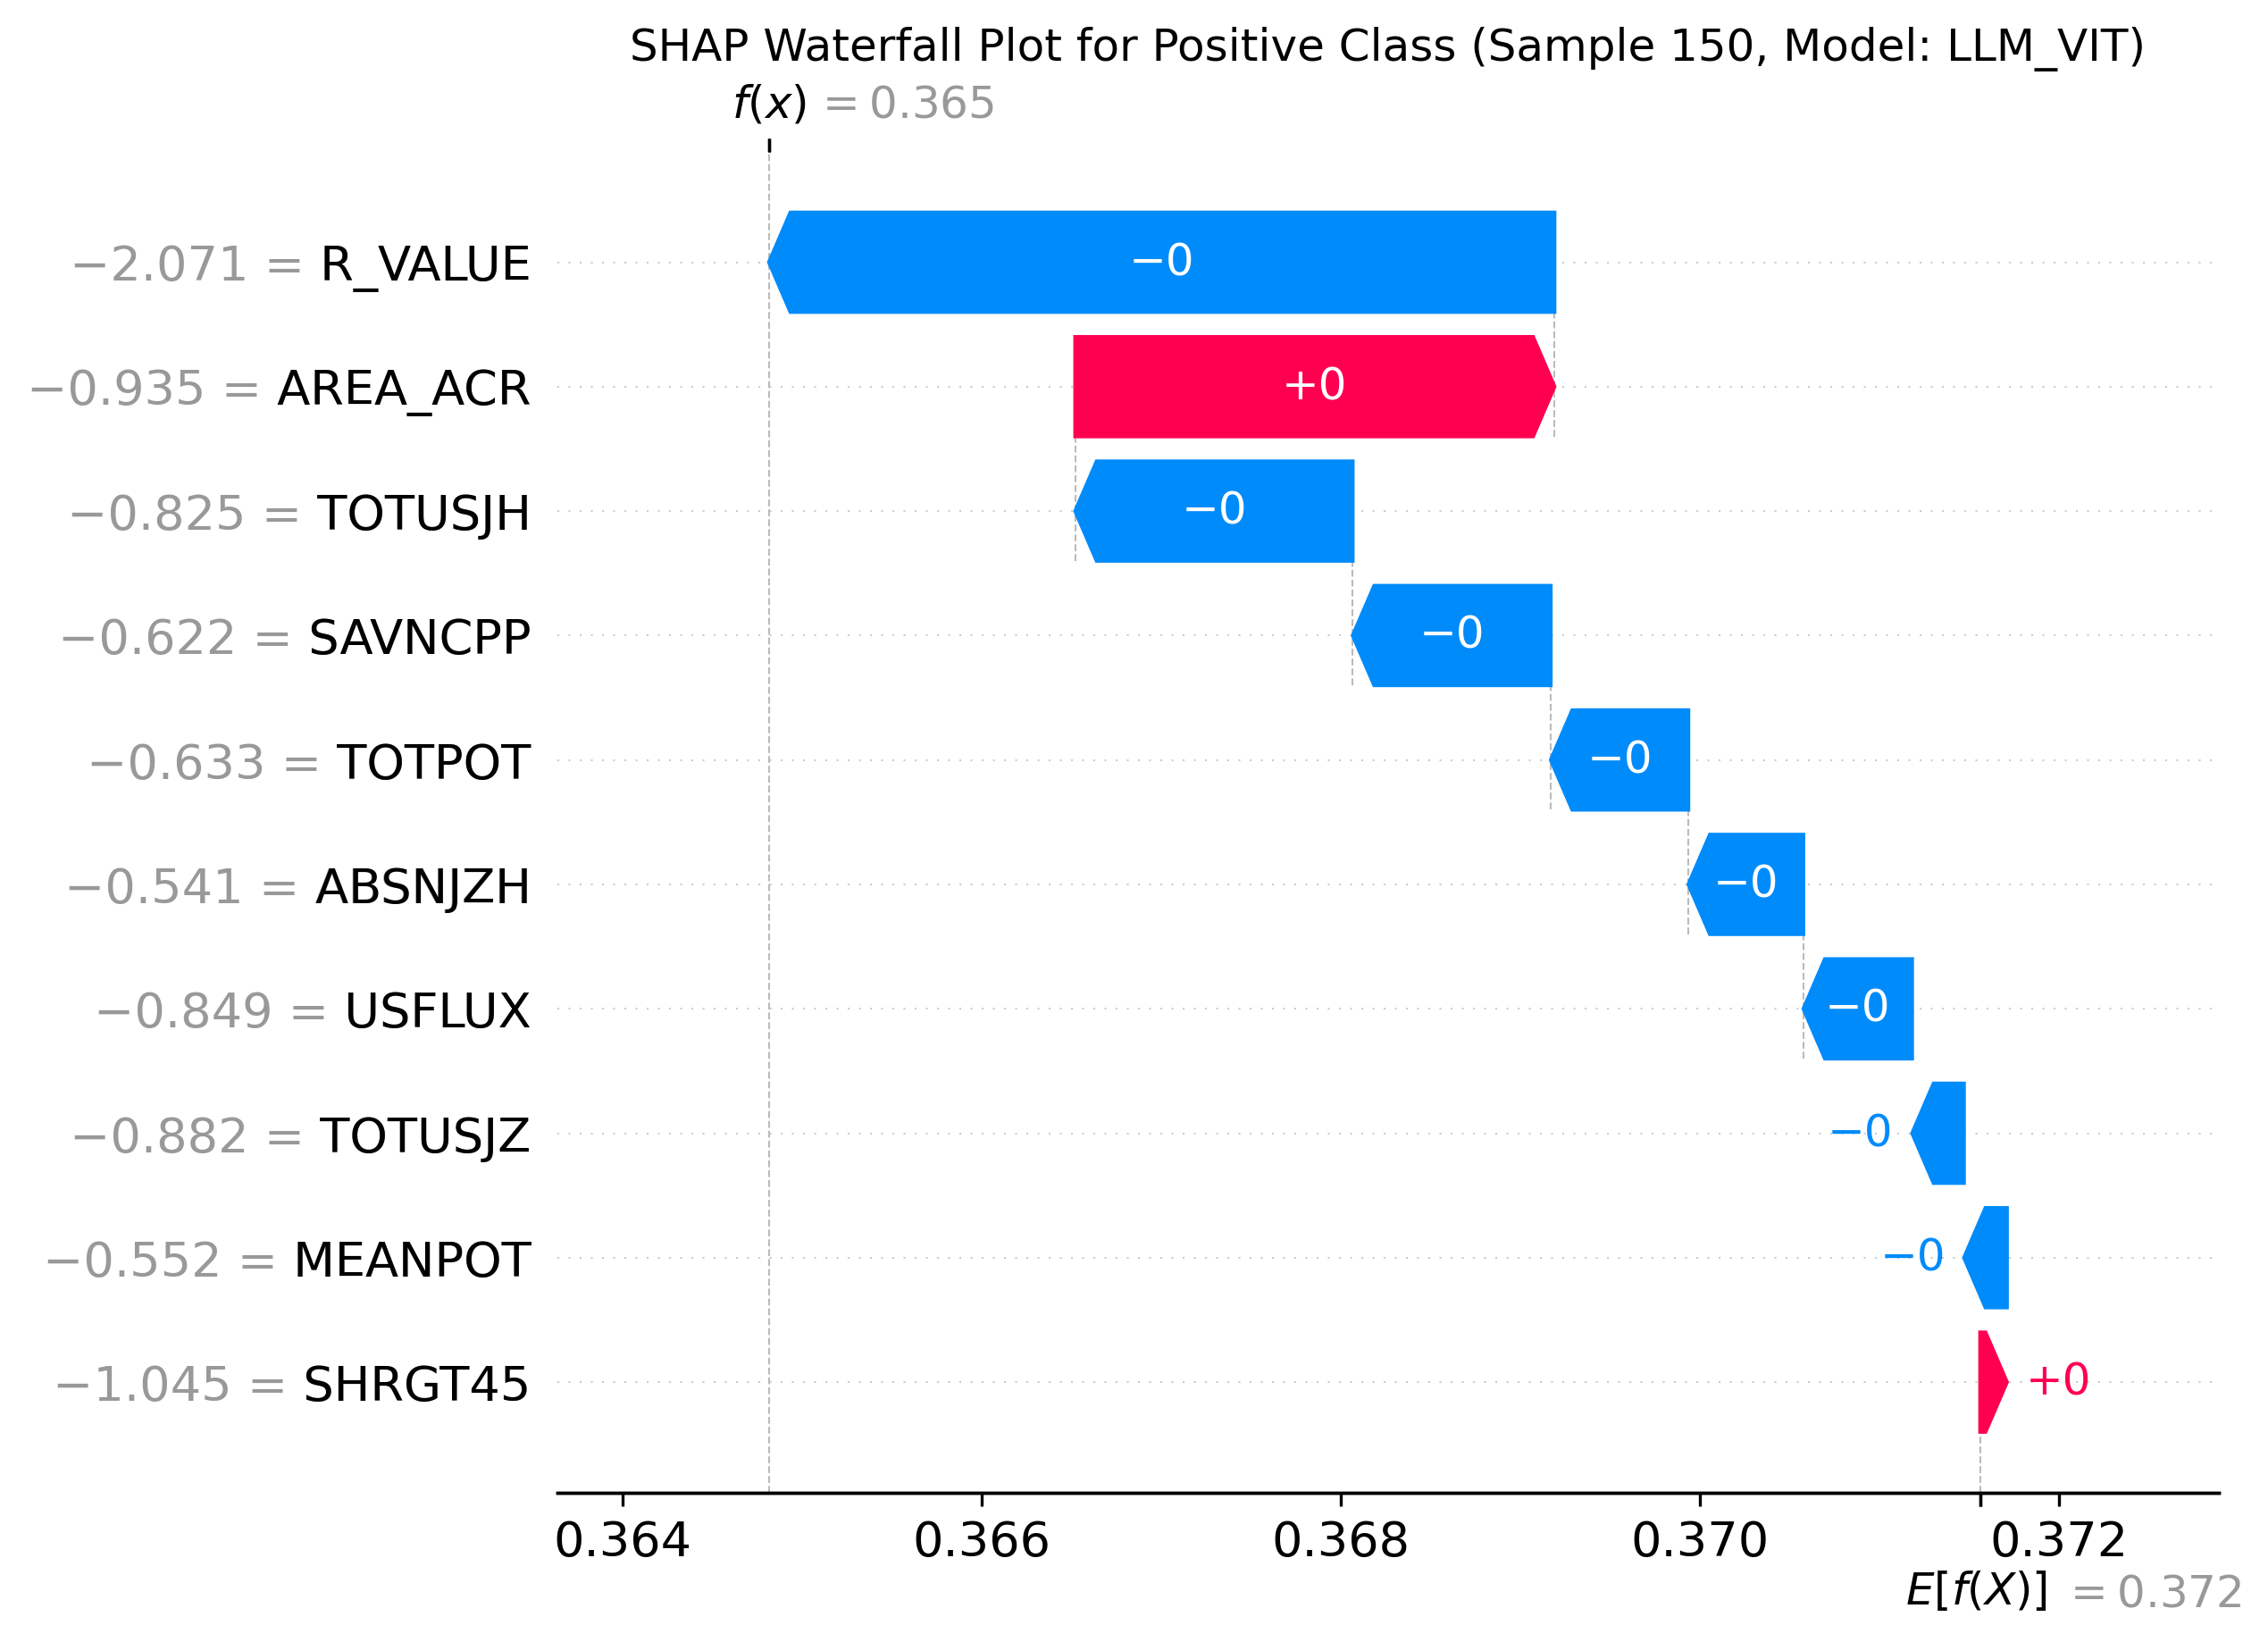 SHAP Waterfall Plot for Positive Class (Sample 150, Model: LLM_VIT)
f(x) = 0.365
−2.071 = R_VALUE −0
−0.935 = AREA_ACR +0
−0.825 = TOTUSJH −0
−0.622 = SAVNCPP −0
−0.633 = TOTPOT −0
−0.541 = ABSNJZH −0
−0.849 = USFLUX −0
−0.882 = TOTUSJZ −0
−0.552 = MEANPOT −0
−1.045 = SHRGT45 +0
0.364 0.366 0.368 0.370 0.372
E[f(X)] = 0.372